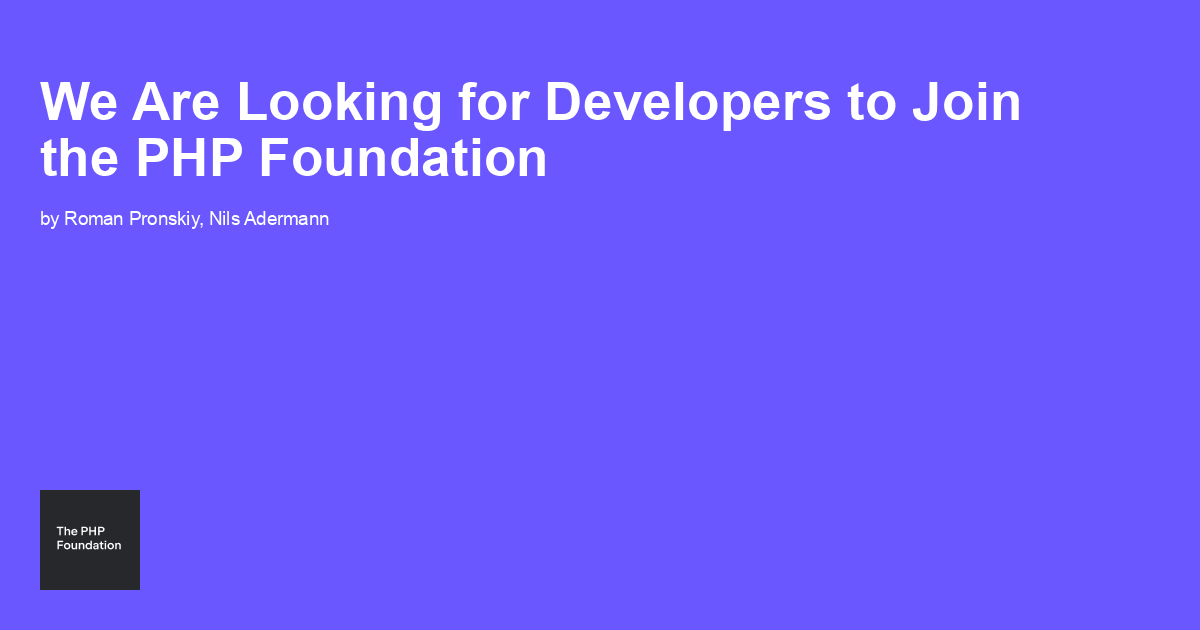 We Are Looking for Developers to Join
the PHP Foundation
by Roman Pronskiy, Nils Adermann
The PHP
Foundation